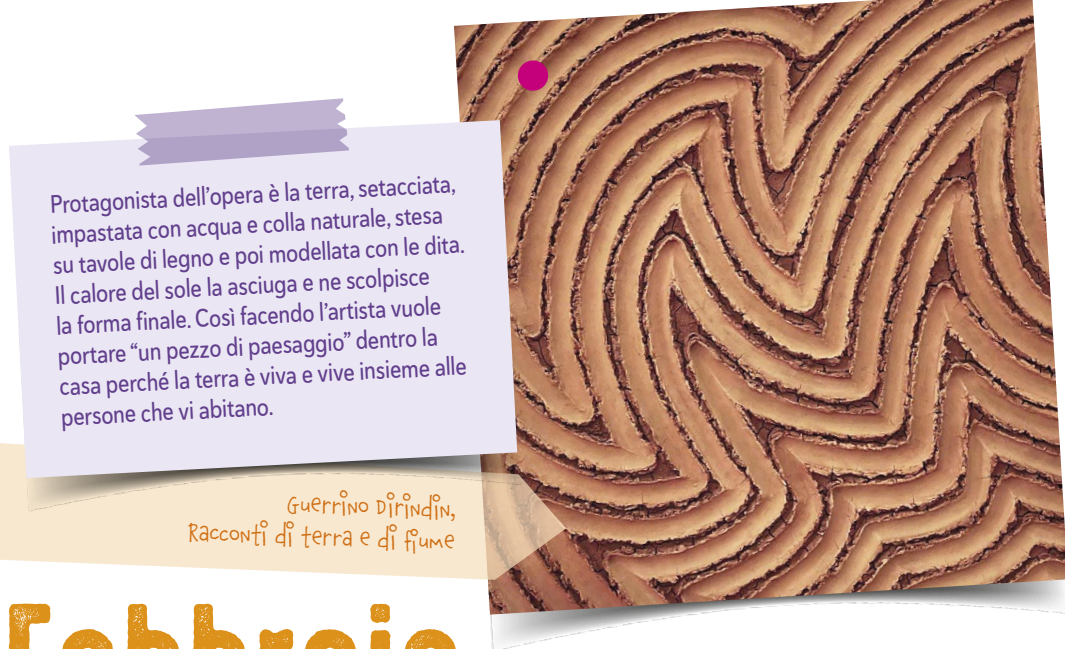 Protagonista dell'opera è la terra, setacciata,
impastata con acqua e colla naturale, stesa
su tavole di legno e poi modellata con le dita.
Il calore del sole la asciuga e ne scolpisce
la forma finale. Così facendo l'artista vuole
portare “un pezzo di paesaggio” dentro la
casa perché la terra è viva e vive insieme alle
persone che vi abitano.
Guerrino Dirindin,
Racconti di terra e di fiume
Febbraio